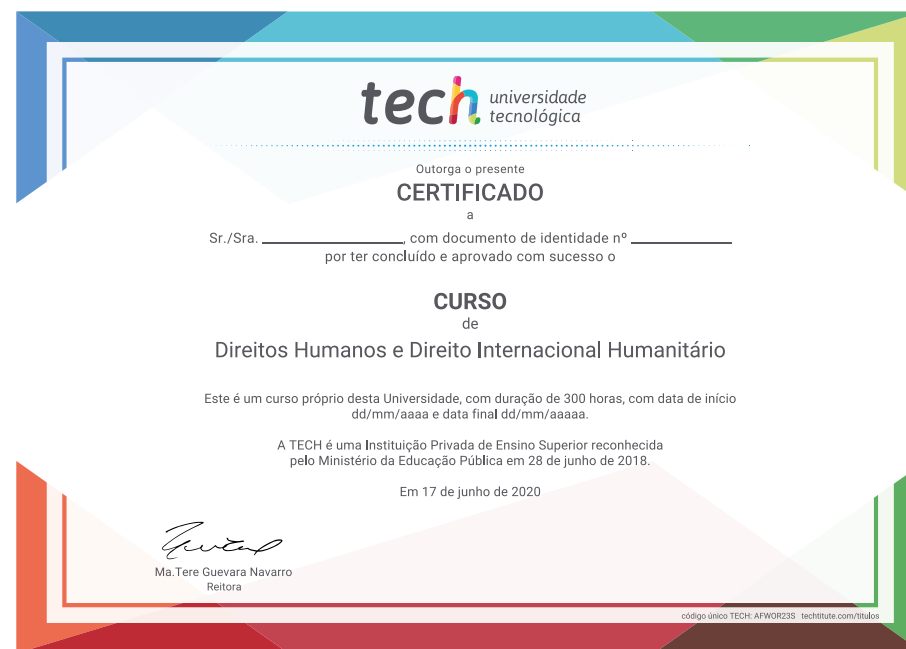 tech universidade
tecnológica
Outorga o presente
CERTIFICADO
a
Sr./Sra. ________________, com documento de identidade nº ____________
por ter concluído e aprovado com sucesso o
CURSO
de
Direitos Humanos e Direito Internacional Humanitário
Este é um curso próprio desta Universidade, com duração de 300 horas, com data de início
dd/mm/aaaa e data final dd/mm/aaaaa.
A TECH é uma Instituição Privada de Ensino Superior reconhecida
pelo Ministério da Educação Pública em 28 de junho de 2018.
Em 17 de junho de 2020
Ma.Tere Guevara Navarro
Reitora
código único TECH: AFWOR23S techtitute.com/títulos